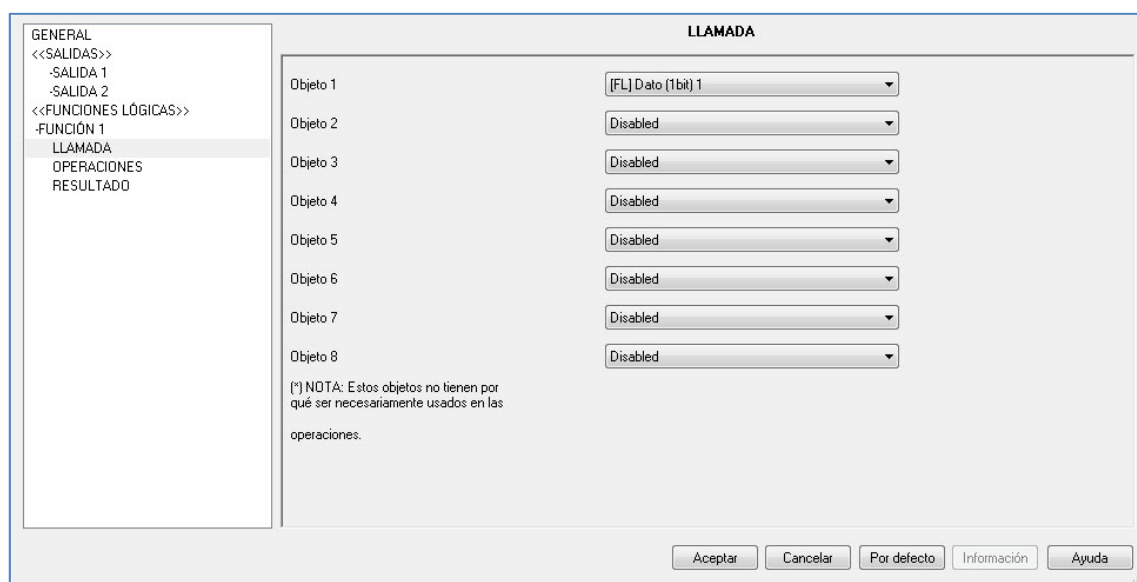 GENERAL
<<SALIDAS>>
-SALIDA 1
-SALIDA 2
<<FUNCIONES LÓGICAS>>
-FUNCIÓN 1
LLAMADA
OPERACIONES
RESULTADO
LLAMADA
Objeto 1 [FL] Dato (1bit) 1
Objeto 2 Disabled
Objeto 3 Disabled
Objeto 4 Disabled
Objeto 5 Disabled
Objeto 6 Disabled
Objeto 7 Disabled
Objeto 8 Disabled
(*) NOTA: Estos objetos no tienen por
qué ser necesariamente usados en las
operaciones.
Aceptar Cancelar Por defecto Información Ayuda